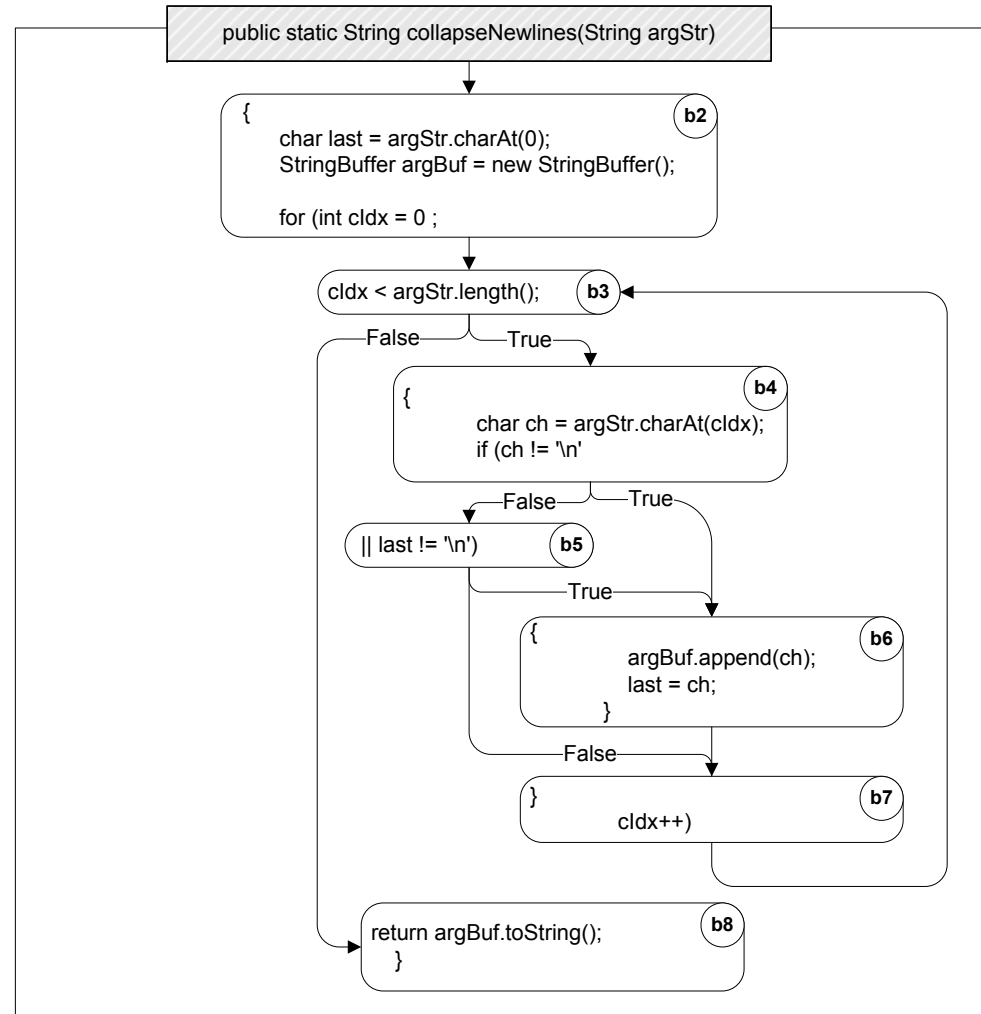 public static String collapseNewlines(String argStr)
{
b2
char last = argStr.charAt(0);
StringBuffer argBuf = new StringBuffer();
for (int cIdx = 0 ;
cIdx < argStr.length();
b3
False
True
b4
{
char ch = argStr.charAt(cIdx);
if (ch != '\n'
False
True
|| last != '\n')
b5
True
{
b6
argBuf.append(ch);
last = ch;
}
False
}
b7
cIdx++)
b8
return argBuf.toString();
}